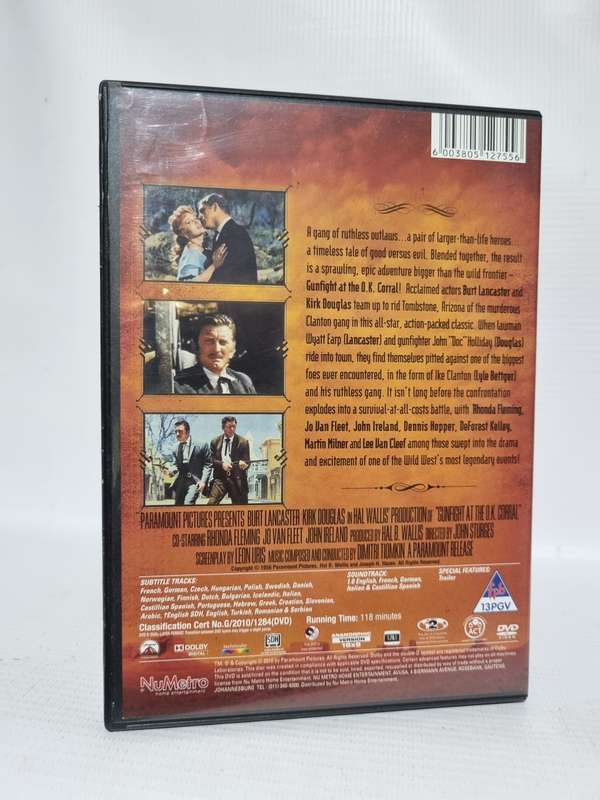 6 003805 127556
A gang of ruthless outlaws...a pair of larger-than-life heroes...
a timeless tale of good versus evil. Blended together, the result
is a sprawling, epic adventure bigger than the wild frontier –
Gunfight at the O.K. Corral! Acclaimed actors Burt Lancaster and
Kirk Douglas team up to rid Tombstone, Arizona of the murderous
Clanton gang in this all-star, action-packed classic. When lawman
Wyatt Earp (Lancaster) and gunfighter John "Doc" Holliday (Douglas)
ride into town, they find themselves pitted against one of the biggest
foes ever encountered, in the form of Ike Clanton (Lyle Bettger)
and his ruthless gang. It isn't long before the confrontation
explodes into a survival-at-all-costs battle, with Rhonda Fleming,
Jo Van Fleet, John Ireland, Dennis Hopper, DeForest Kelley,
Martin Milner and Lee Van Cleef among those swept into the drama
and excitement of one of the Wild West's most legendary events!
PARAMOUNT PICTURES PRESENTS BURT LANCASTER KIRK DOUGLAS IN HAL WALLIS' PRODUCTION OF "GUNFIGHT AT THE O.K. CORRAL"
CO-STARRING RHONDA FLEMING JO VAN FLEET JOHN IRELAND PRODUCED BY HAL B. WALLIS DIRECTED BY JOHN STURGES
SCREENPLAY BY LEON URIS MUSIC COMPOSED AND CONDUCTED BY DIMITRI TIOMKIN A PARAMOUNT RELEASE
SUBTITLE TRACKS:
French, German, Czech, Hungarian, Polish, Swedish, Danish,
Norwegian, Finnish, Dutch, Bulgarian, Icelandic, Italian,
Castilian Spanish, Portuguese, Hebrew, Greek, Croatian, Slovenian,
Arabic, English SDH, English, Turkish, Romanian & Serbian
SOUNDTRACK:
1.0 English, French, German,
Italian & Castilian Spanish
SPECIAL FEATURES:
Trailer
fpb
13PGV
Classification Cert No.G/2010/1284(DVD)
Running Time: 118 minutes
DOLBY
DIGITAL
SDH
ANAMORPHIC
VERSION
16x9
2
ACT
DVD
VIDEO
NuMetro
home entertainment